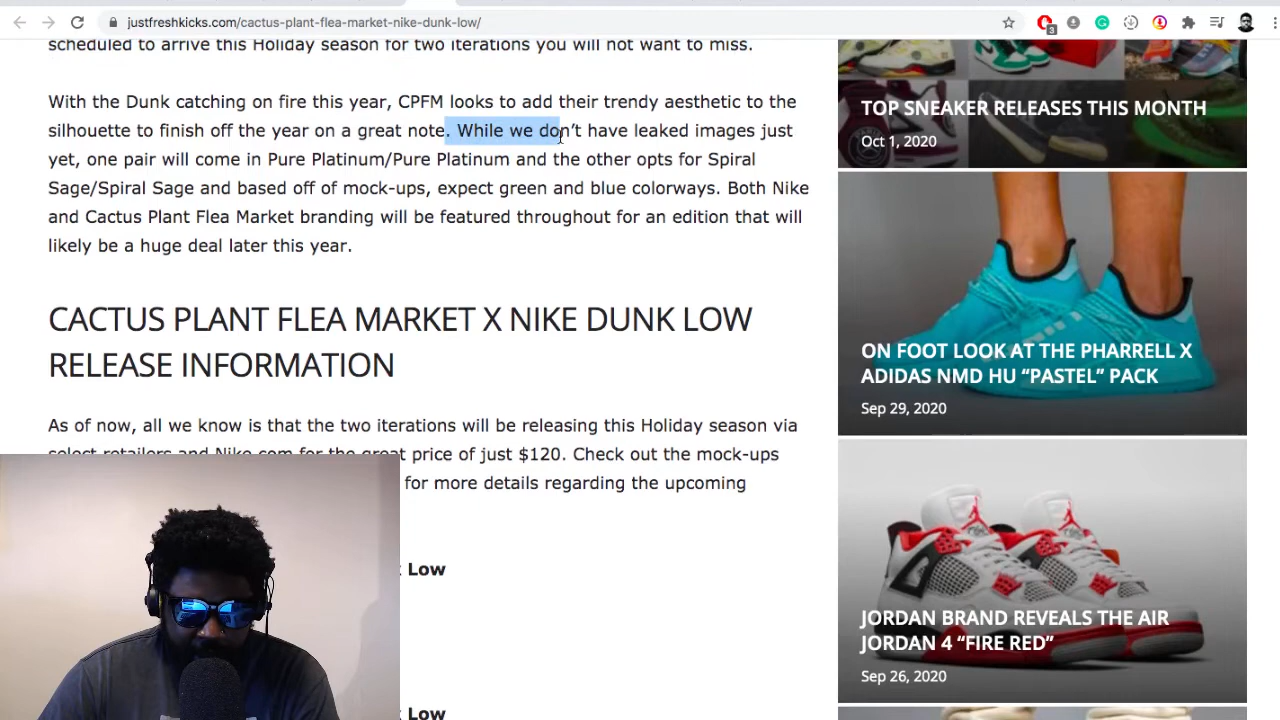 justfreshkicks.com/cactus-plant-flea-market-nike-dunk-low/
3
scheduled to arrive this Holiday season for two iterations you will not want to miss.
With the Dunk catching on fire this year, CPFM looks to add their trendy aesthetic to the
silhouette to finish off the year on a great note. While we don’t have leaked images just
yet, one pair will come in Pure Platinum/Pure Platinum and the other opts for Spiral
Sage/Spiral Sage and based off of mock-ups, expect green and blue colorways. Both Nike
and Cactus Plant Flea Market branding will be featured throughout for an edition that will
likely be a huge deal later this year.
CACTUS PLANT FLEA MARKET X NIKE DUNK LOW
RELEASE INFORMATION
As of now, all we know is that the two iterations will be releasing this Holiday season via
select retailers and Nike.com for the great price of just $120. Check out the mock-ups
for more details regarding the upcoming
Low
Low
TOP SNEAKER RELEASES THIS MONTH
Oct 1, 2020
ON FOOT LOOK AT THE PHARRELL X
ADIDAS NMD HU “PASTEL” PACK
Sep 29, 2020
JORDAN BRAND REVEALS THE AIR
JORDAN 4 “FIRE RED”
Sep 26, 2020